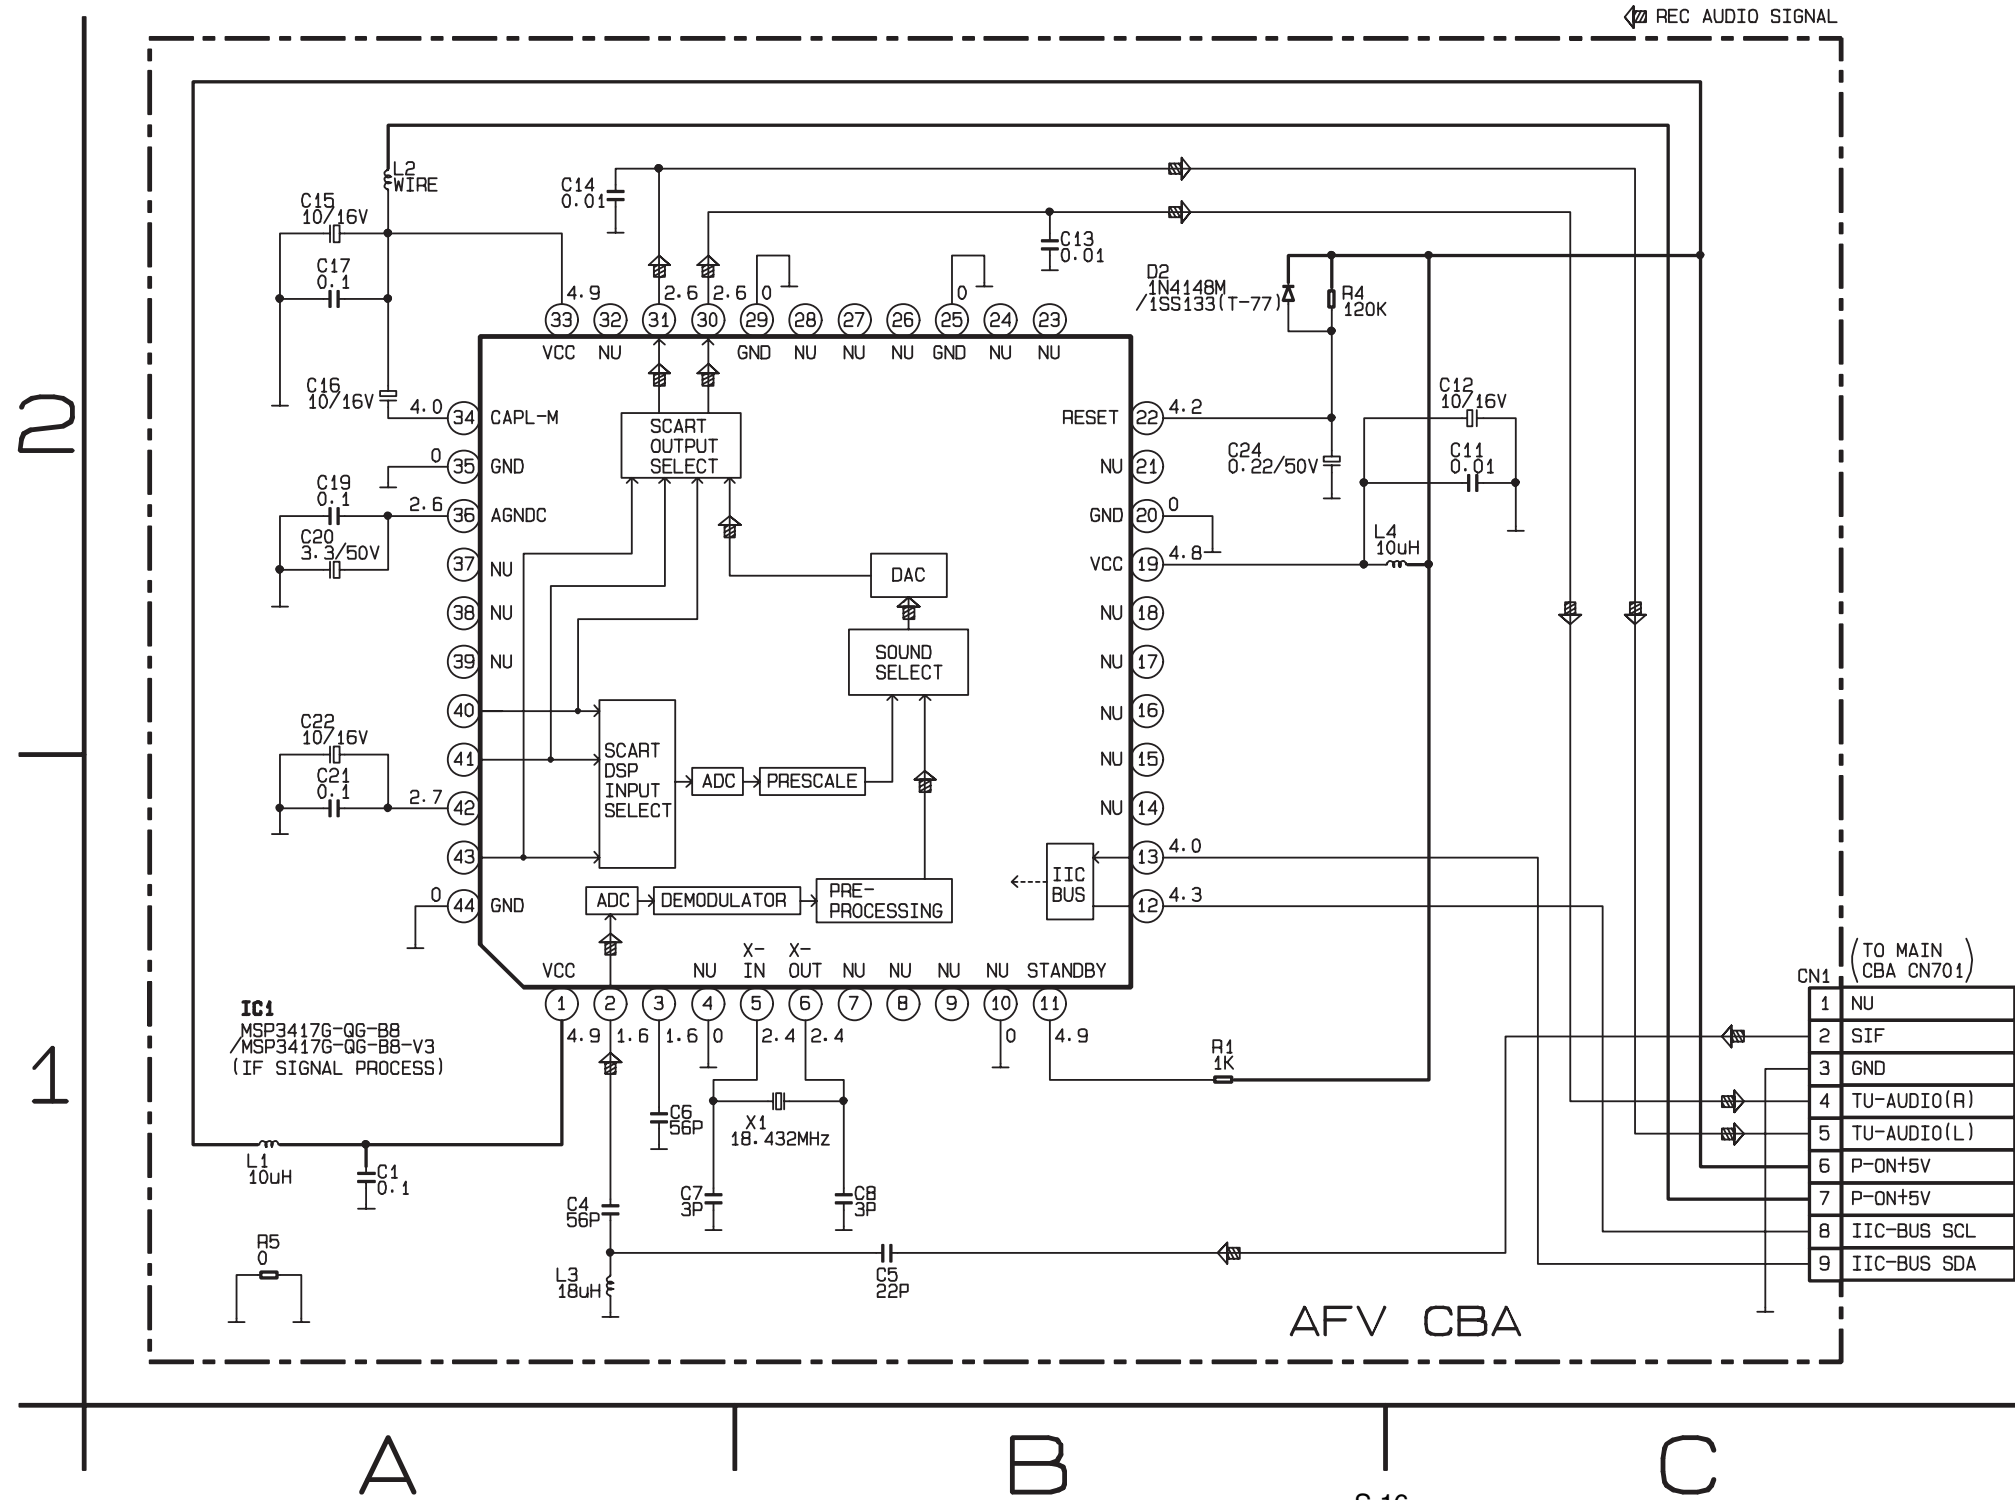 REC AUDIO SIGNAL
L2
WIRE
C15
10/16V
C17
0.1
C14
0.01
C13
0.01
D2
1N4148M
/1SS133(T-77)
R4
120K
4.9
2.6
2.6
0
0
33
32
31
30
29
28
27
26
25
24
23
VCC
NU
GND
NU
NU
NU
GND
NU
NU
C16
10/16V
4.0
34
CAPL-M
0
35
GND
C19
0.1
2.6
36
AGNDC
C20
3.3/50V
37
NU
38
NU
39
NU
40
C22
10/16V
41
C21
0.1
2.7
42
43
0
44
GND
SCART
OUTPUT
SELECT
DAC
SOUND
SELECT
SCART
DSP
INPUT
SELECT
ADC
PRESCALE
ADC
DEMODULATOR
PRE-
PROCESSING
IIC
BUS
RESET
22
4.2
NU
21
GND
20
0
VCC
19
4.8
NU
18
NU
17
NU
16
NU
15
NU
14
13
4.0
12
4.3
C24
0.22/50V
C12
10/16V
C11
0.01
L4
10uH
VCC
NU
X-
IN
X-
OUT
NU
NU
NU
NU
STANDBY
1
2
3
4
5
6
7
8
9
10
11
4.9
1.6
1.6
0
2.4
2.4
0
4.9
IC1
MSP3417G-QG-B8
/MSP3417G-QG-B8-V3
(IF SIGNAL PROCESS)
R1
1K
C6
56P
X1
18.432MHz
L1
10uH
C1
0.1
C4
56P
C7
3P
C8
3P
R5
0
L3
18uH
C5
22P
(TO MAIN
CBA CN701)
CN1
1 NU
2 SIF
3 GND
4 TU-AUDIO(R)
5 TU-AUDIO(L)
6 P-ON+5V
7 P-ON+5V
8 IIC-BUS SCL
9 IIC-BUS SDA
AFV CBA
2
1
A
B
C